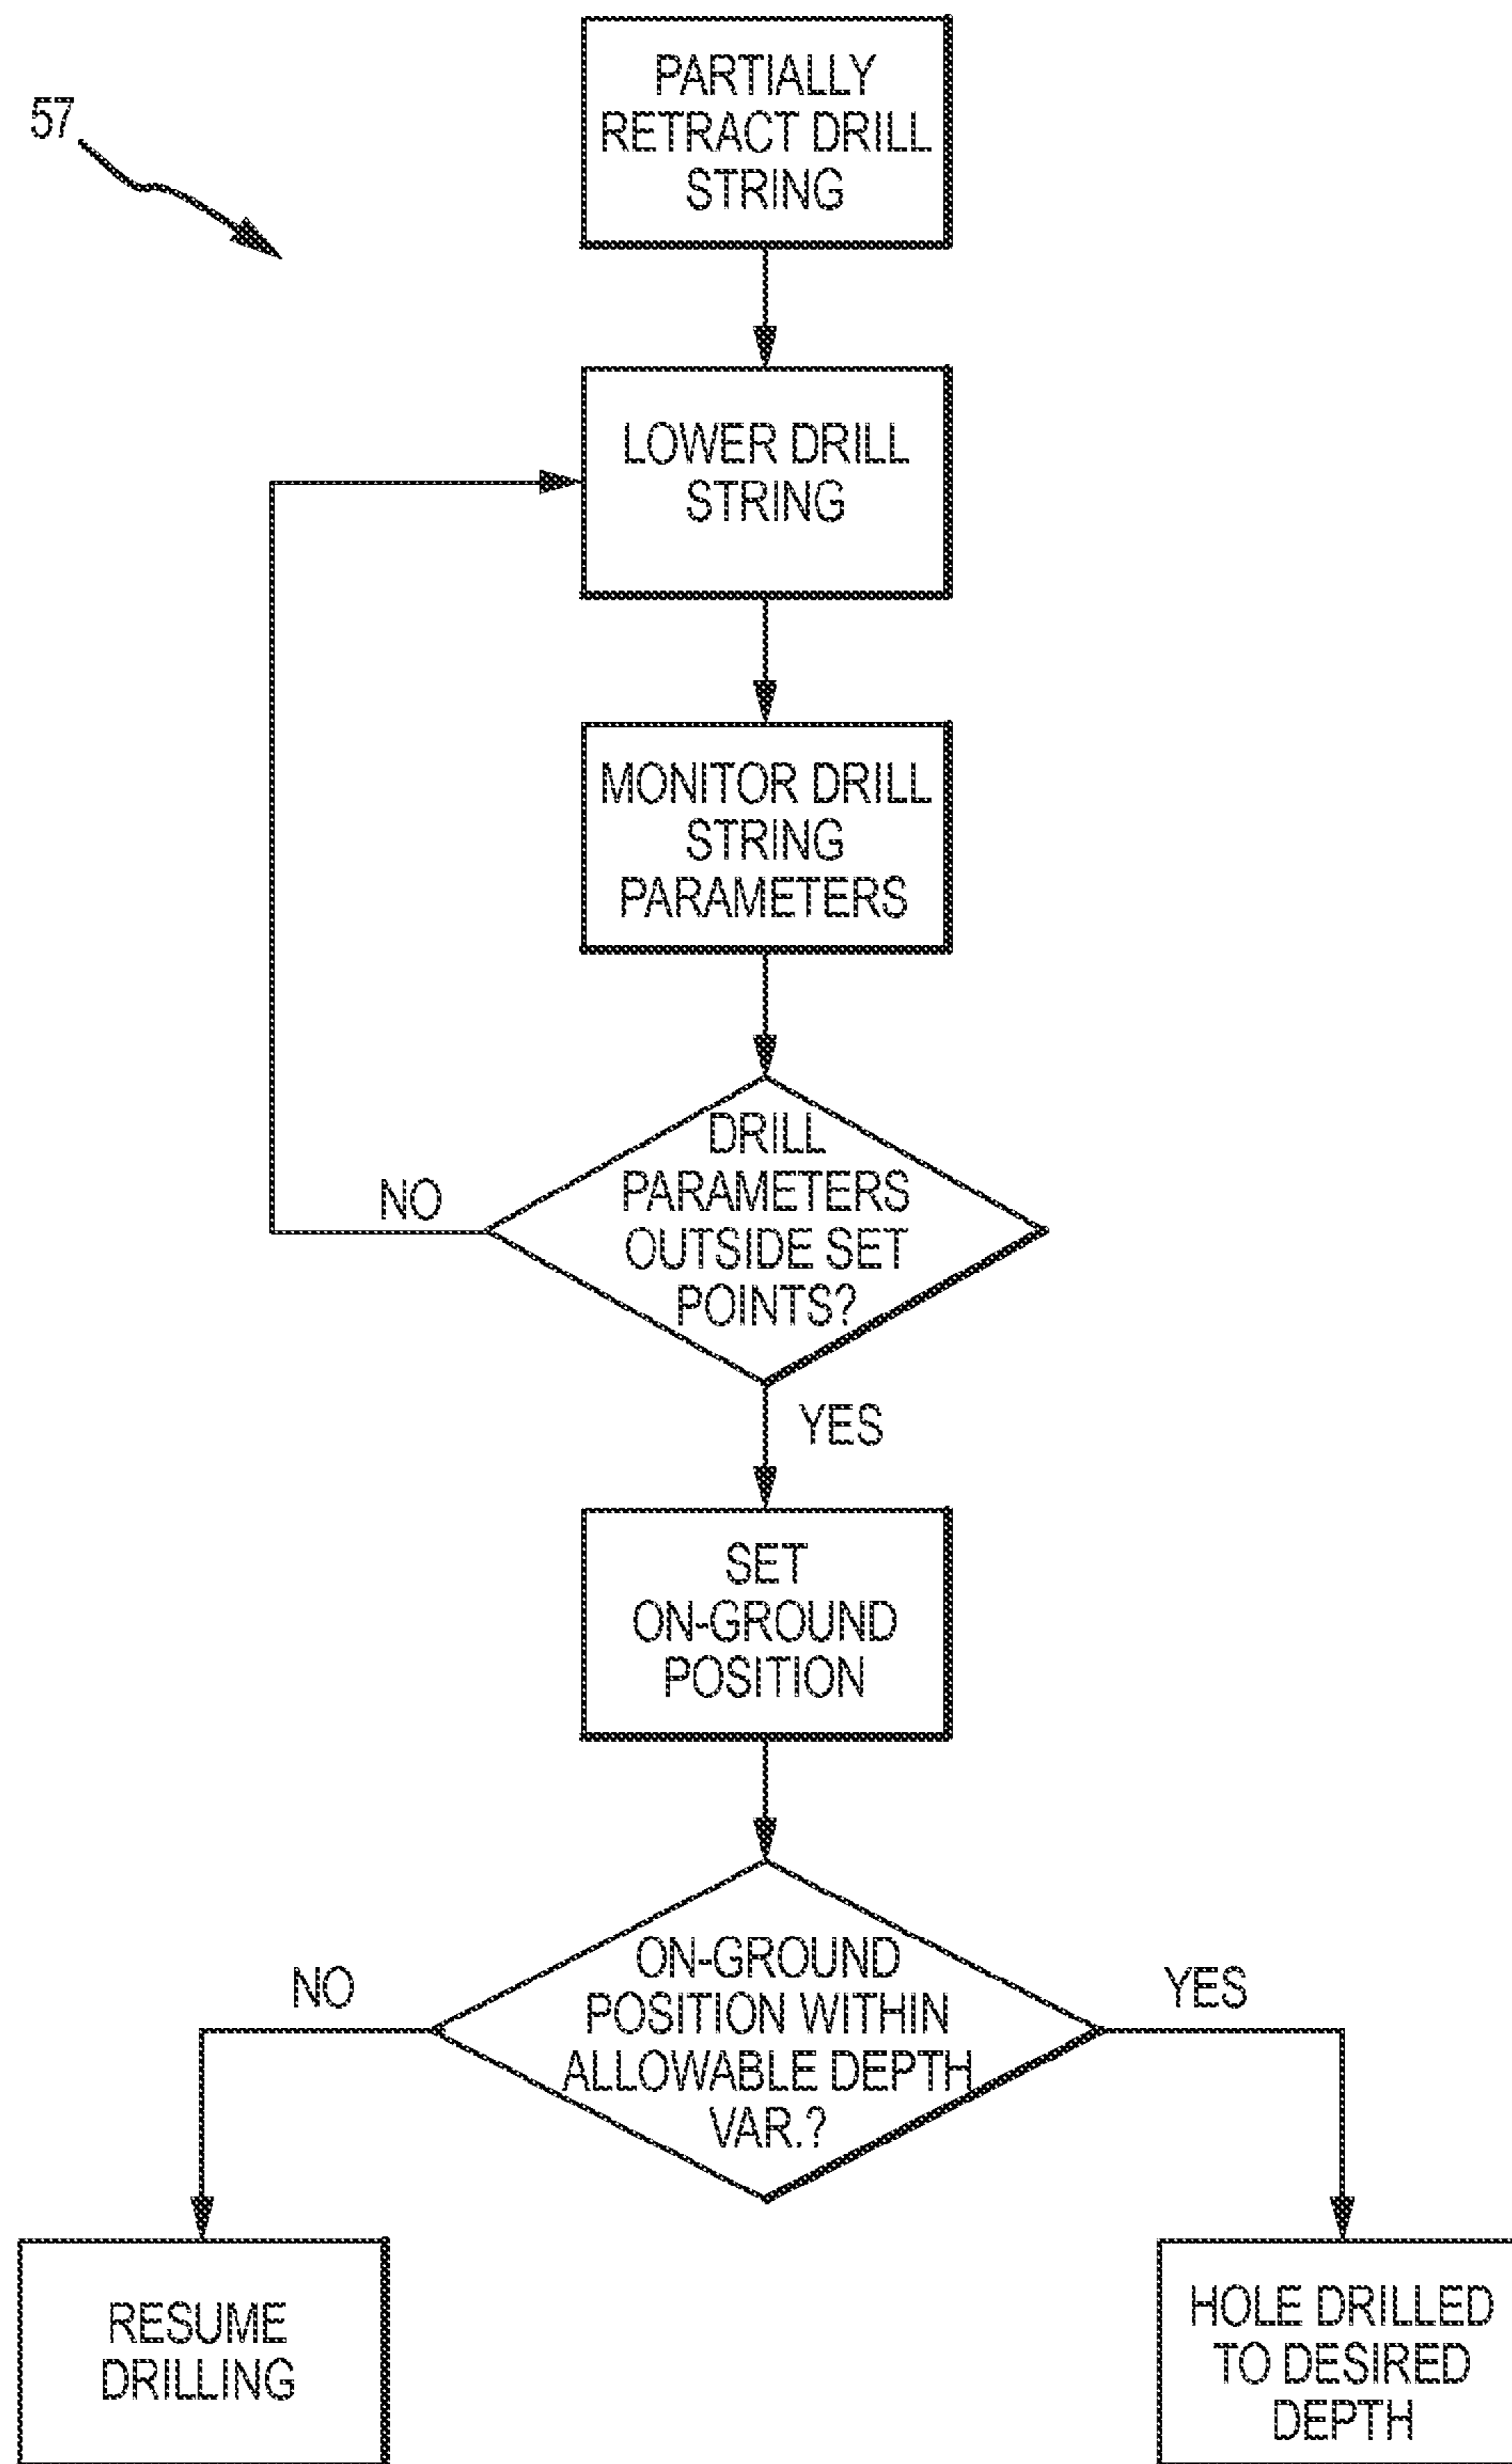 PARTIALLY
RETRACT DRILL
STRING
57
LOWER DRILL
STRING
MONITOR DRILL
STRING
PARAMETERS
DRILL
PARAMETERS
OUTSIDE SET
POINTS?
NO
YES
SET
ON-GROUND
POSITION
ON-GROUND
POSITION WITHIN
ALLOWABLE DEPTH
VAR.?
NO
YES
RESUME
DRILLING
HOLE DRILLED
TO DESIRED
DEPTH